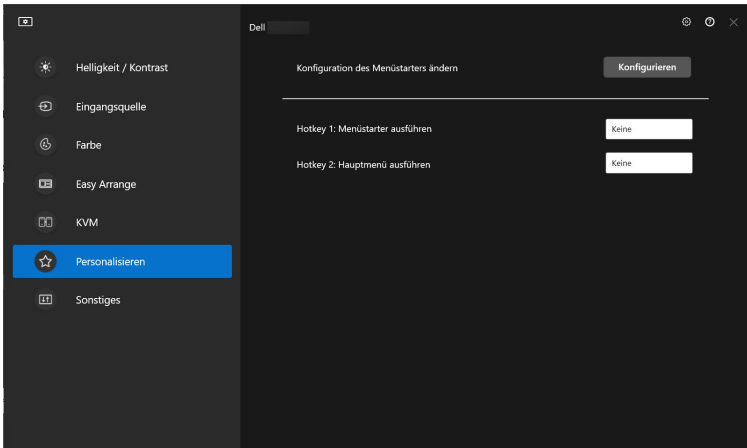 Dell
Helligkeit / Kontrast
Eingangsquelle
Farbe
Easy Arrange
KVM
Personalisieren
Sonstiges
Konfiguration des Menüstarters ändern
Konfigurieren
Hotkey 1: Menüstarter ausführen
Keine
Hotkey 2: Hauptmenü ausführen
Keine